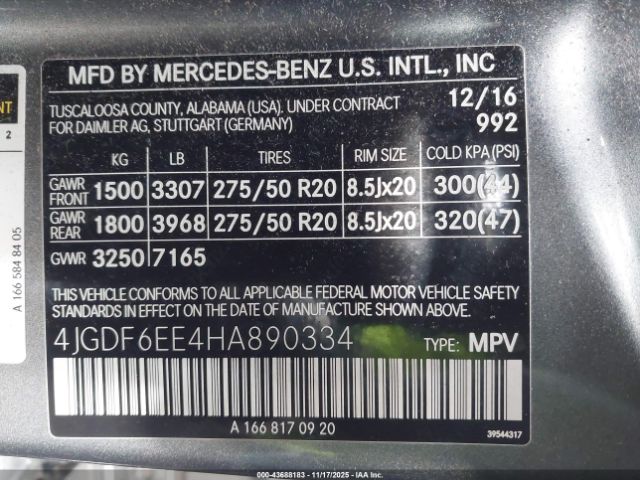 MFD BY MERCEDES-BENZ U.S. INTL., INC
TUSCALOOSA COUNTY, ALABAMA (USA). UNDER CONTRACT 12/16
FOR DAIMLER AG, STUTTGART (GERMANY) 992
KG LB TIRES RIM SIZE COLD KPA (PSI)
GAWR FRONT 1500 3307 275/50 R20 8.5Jx20 300(44)
GAWR REAR 1800 3968 275/50 R20 8.5Jx20 320(47)
GVWR 3250 7165
THIS VEHICLE CONFORMS TO ALL APPLICABLE FEDERAL MOTOR VEHICLE SAFETY
STANDARDS IN EFFECT ON THE DATE OF MANUFACTURE SHOWN ABOVE.
4JGDF6EE4HA890334 TYPE: MPV
A 166 817 09 20
39544317
NT
2
A 166 584 84 05
000-43688183 - 11/17/2025 - IAA Inc.